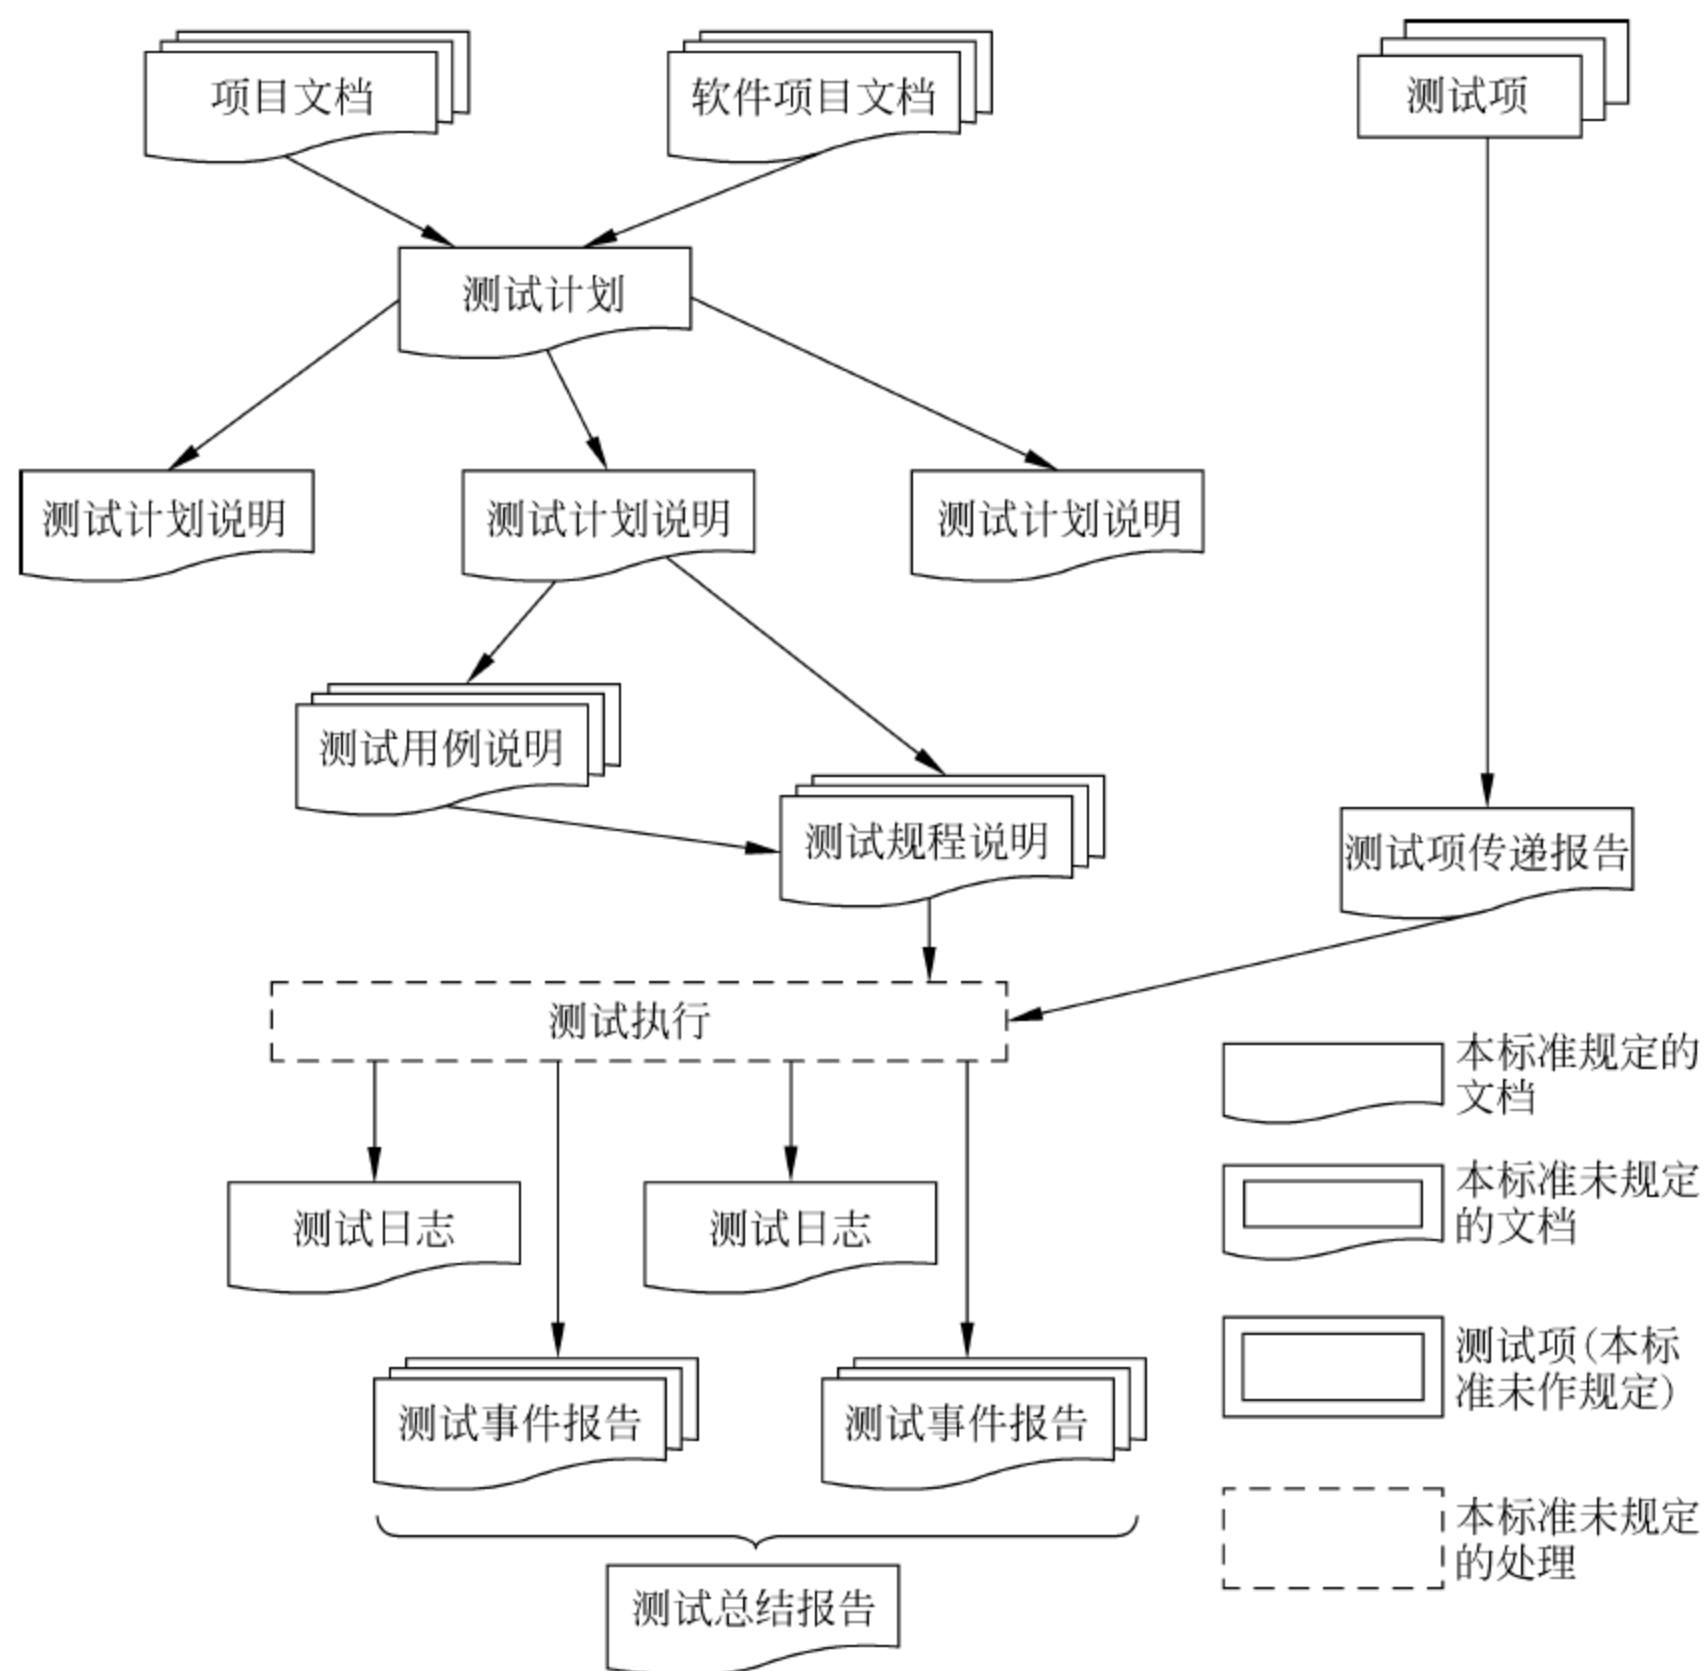 项目文档
软件项目文档
测试项
测试计划
测试计划说明
测试计划说明
测试计划说明
测试用例说明
测试规程说明
测试项传递报告
测试执行
测试日志
测试日志
测试事件报告
测试事件报告
测试总结报告
本标准规定的
文档
本标准未规定
的文档
测试项(本标
准未作规定)
本标准未规定
的处理